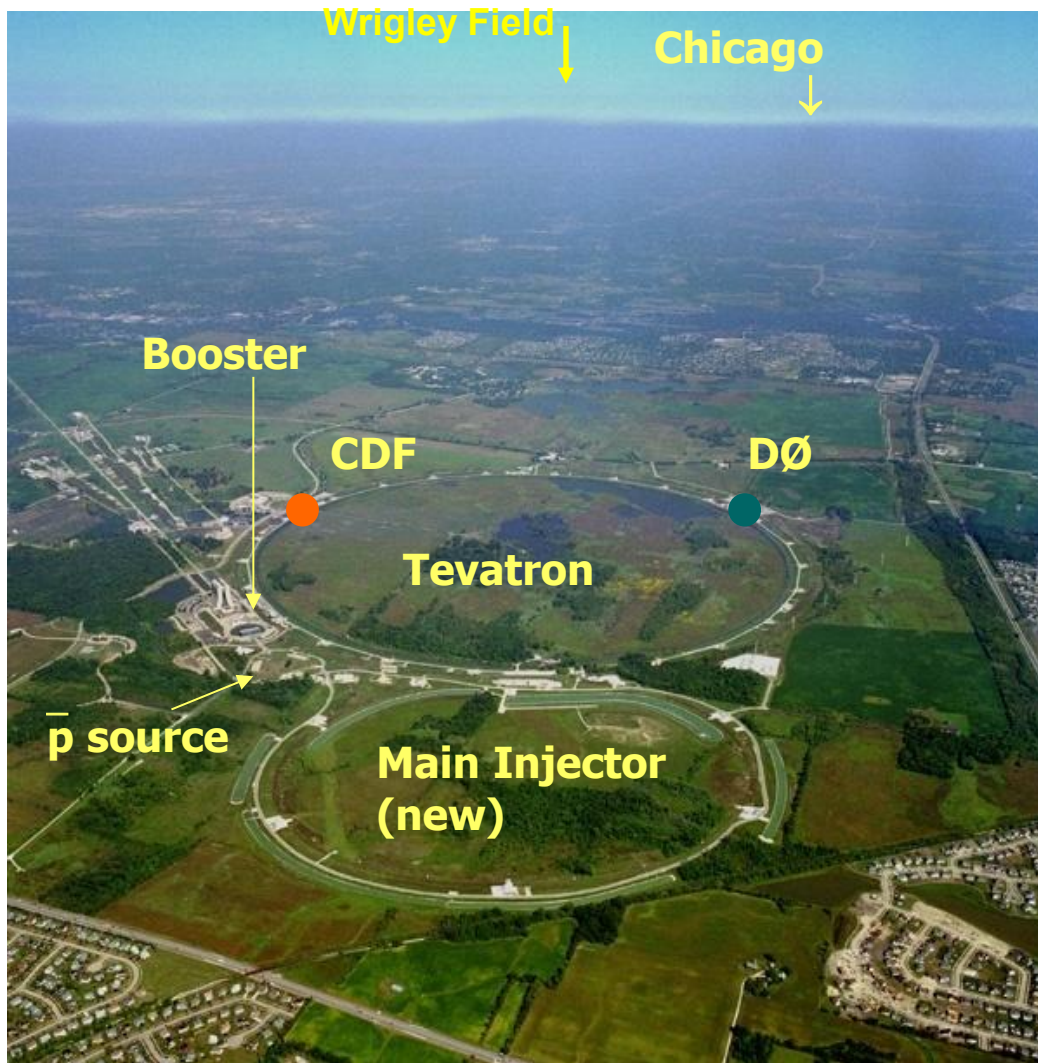 Wrigley Field
Chicago
Booster
CDF
DØ
Tevatron
p̅ source
Main Injector
(new)